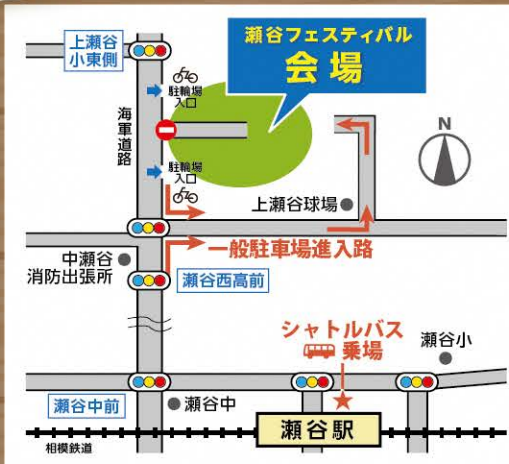 上瀬谷
小東側
瀬谷フェスティバル
会場
駐輪場
入口
海軍道路
N
駐輪場
入口
上瀬谷球場
一般駐車場進入路
中瀬谷
消防出張所
瀬谷西高前
シャトルバス
乗場
瀬谷小
瀬谷中前
瀬谷中
瀬谷駅
相模鉄道